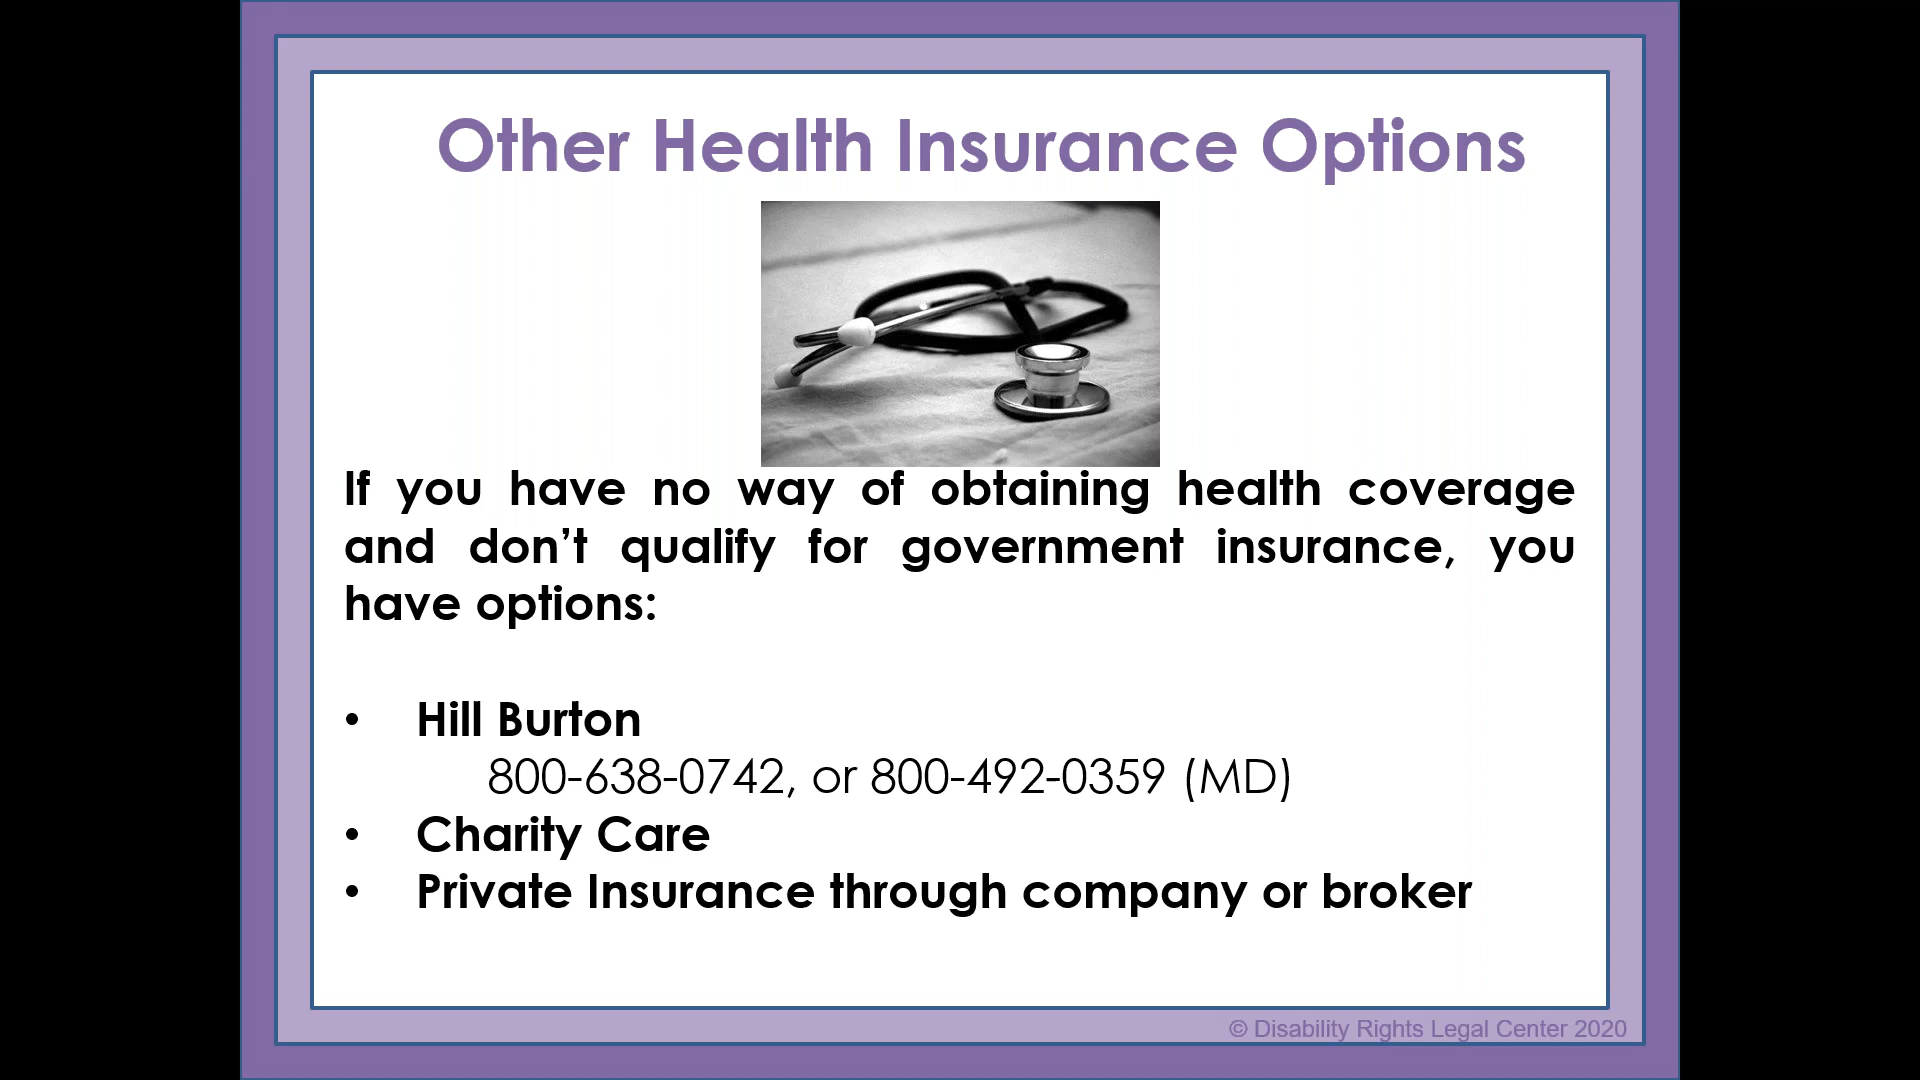 Other Health Insurance Options
If you have no way of obtaining health coverage
and don’t qualify for government insurance, you
have options:
• Hill Burton
800-638-0742, or 800-492-0359 (MD)
• Charity Care
• Private Insurance through company or broker
© Disability Rights Legal Center 2020